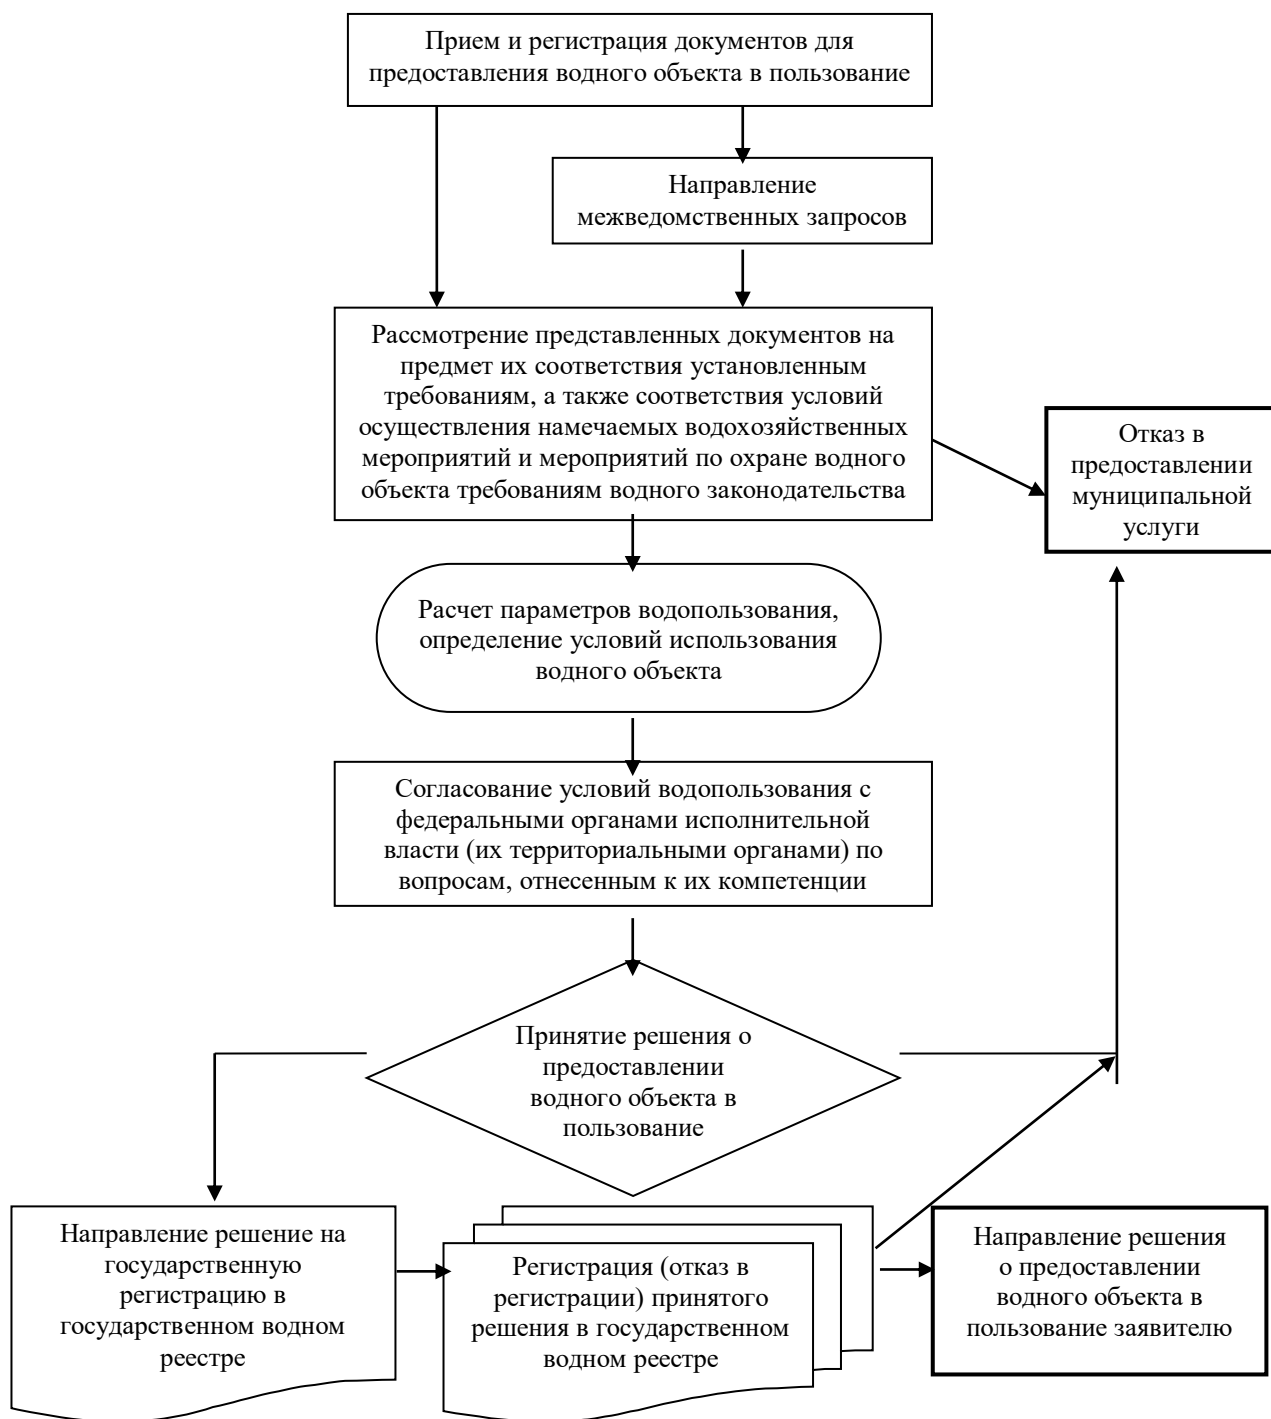 Прием и регистрация документов для
предоставления водного объекта в пользование
Направление
межведомственных запросов
Рассмотрение представленных документов на
предмет их соответствия установленным
требованиям, а также соответствия условий
осуществления намечаемых водохозяйственных
мероприятий и мероприятий по охране водного
объекта требованиям водного законодательства
Отказ в
предоставлении
муниципальной
услуги
Расчет параметров водопользования,
определение условий использования
водного объекта
Согласование условий водопользования с
федеральными органами исполнительной
власти (их территориальными органами) по
вопросам, отнесенным к их компетенции
Принятие решения о
предоставлении
водного объекта в
пользование
Направление решение на
государственную
регистрацию в
государственном водном
реестре
Регистрация (отказ в
регистрации) принятого
решения в государственном
водном реестре
Направление решения
о предоставлении
водного объекта в
пользование заявителю